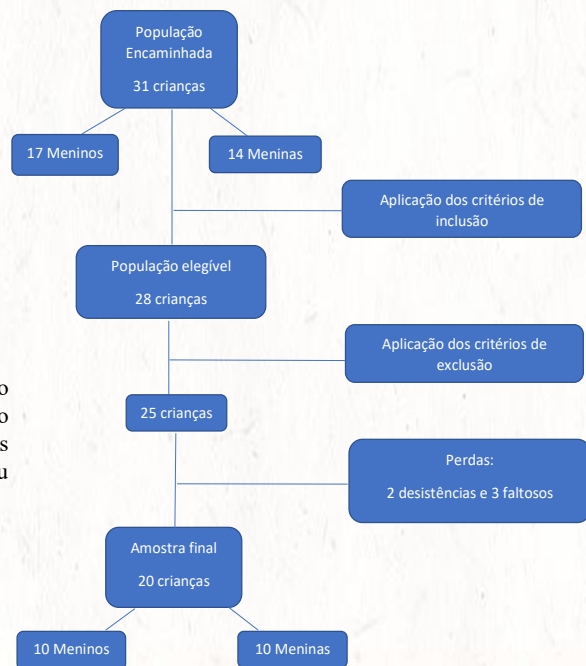 População
Encaminhada
31 crianças
17 Meninos
14 Meninas
Aplicação dos critérios de
inclusão
População elegível
28 crianças
Aplicação dos critérios de
exclusão
o
o
s
u
25 crianças
Perdas:
2 desistências e 3 faltosos
Amostra final
20 crianças
10 Meninos
10 Meninas